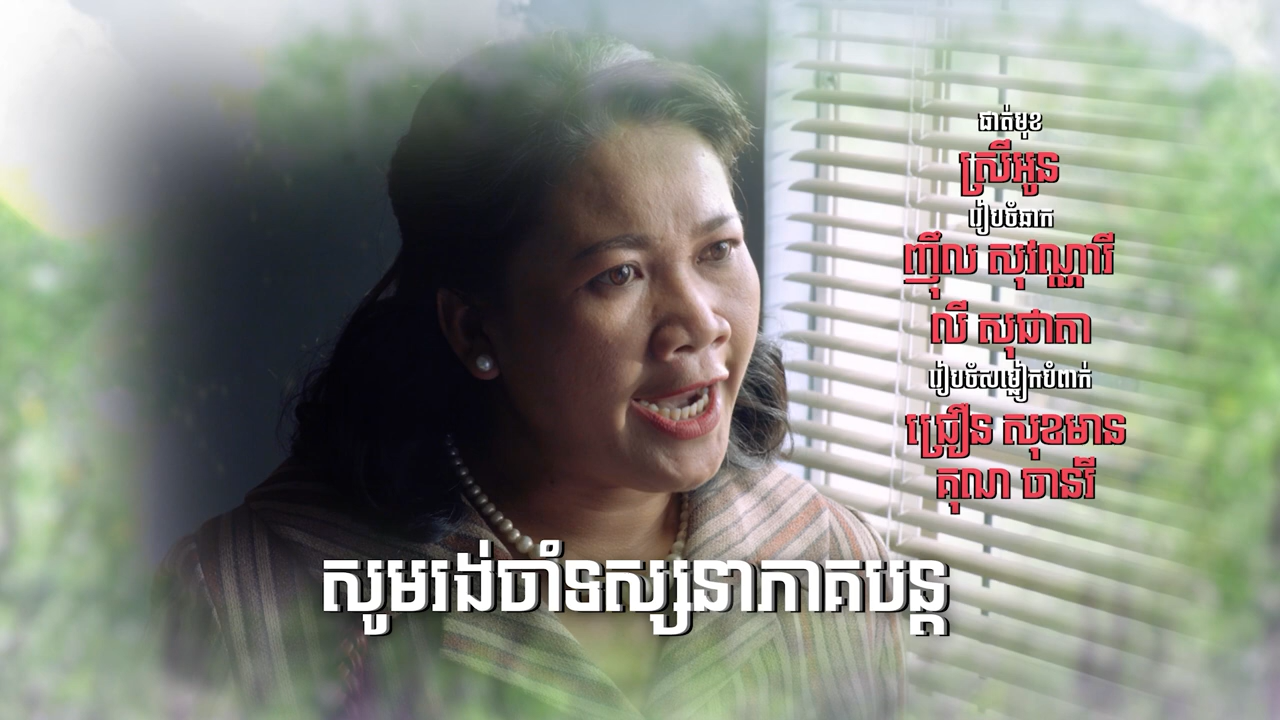 ផាត់មុខ
ស្រីអូន
រៀបចំឆាក
ញ៉ឹល សុវណ្ណារី
លី សុជាតា
រៀបចំសម្លៀកបំពាក់
ជ្រឿន សុខមាន
គុណ ចាន់រី
សូមរង់ចាំទស្សនាភាគបន្ត